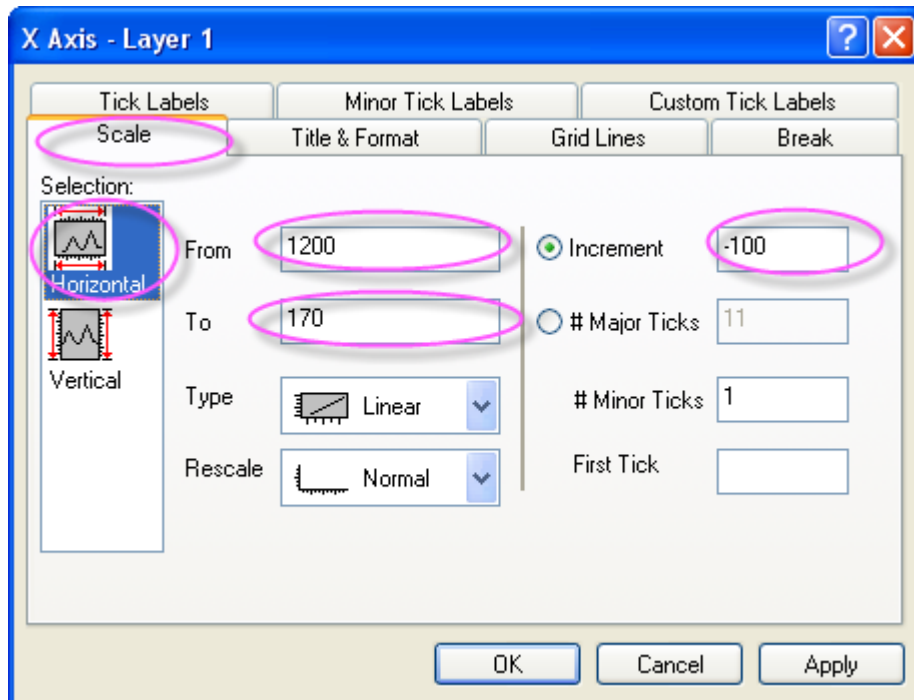 X Axis - Layer 1
Tick Labels
Minor Tick Labels
Custom Tick Labels
Scale
Title & Format
Grid Lines
Break
Selection:
Horizontal
Vertical
From
1200
To
170
Type
Linear
Rescale
Normal
Increment
-100
# Major Ticks
11
# Minor Ticks
1
First Tick
OK
Cancel
Apply